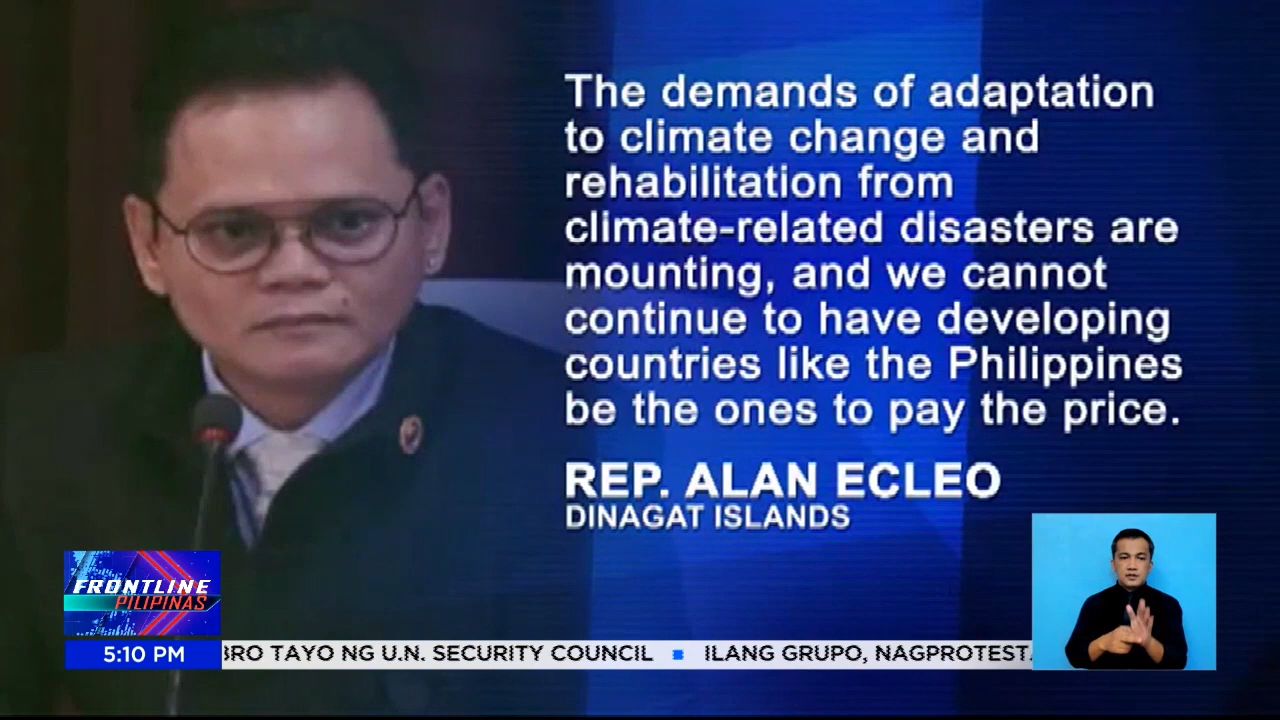 The demands of adaptation
to climate change and
rehabilitation from
climate-related disasters are
mounting, and we cannot
continue to have developing
countries like the Philippines
be the ones to pay the price.
REP. ALAN ECLEO
DINAGAT ISLANDS
FRONTLINE
PILIPINAS
5:10 PM
BRO TAYO NG U.N. SECURITY COUNCIL ▪ ILANG GRUPO, NAGPROTEST